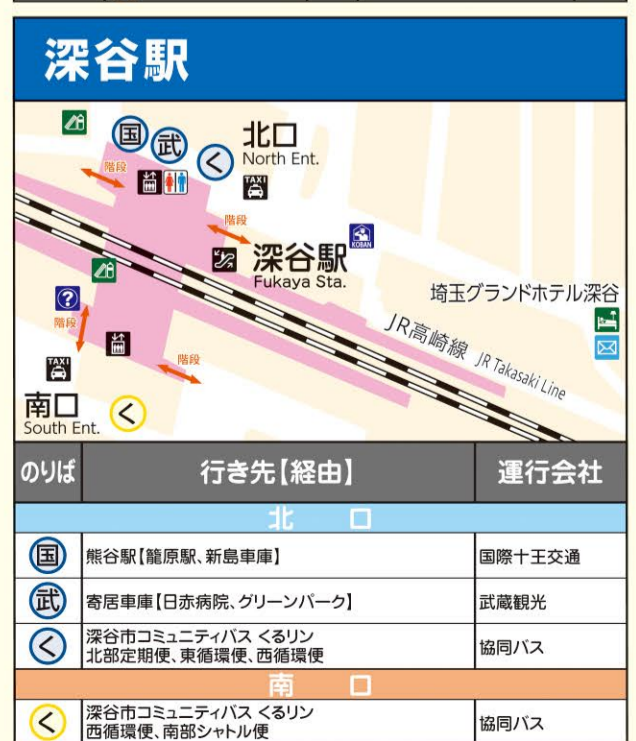 深谷駅
国
武
く
北口
North Ent.
階段
TAXI
階段
KOBAN
深谷駅
Fukaya Sta.
埼玉グランドホテル深谷
JR高崎線 JR Takasaki Line
?
階段
階段
TAXI
南口
South Ent.
く
のりば 行き先【経由】 運行会社
北 口
国 熊谷駅【籠原駅、新島車庫】 国際十王交通
武 寄居車庫【日赤病院、グリーンパーク】 武蔵観光
く 深谷市コミュニティバス くるリン
北部定期便、東循環便、西循環便 協同バス
南 口
く 深谷市コミュニティバス くるリン
西循環便、南部シャトル便 協同バス